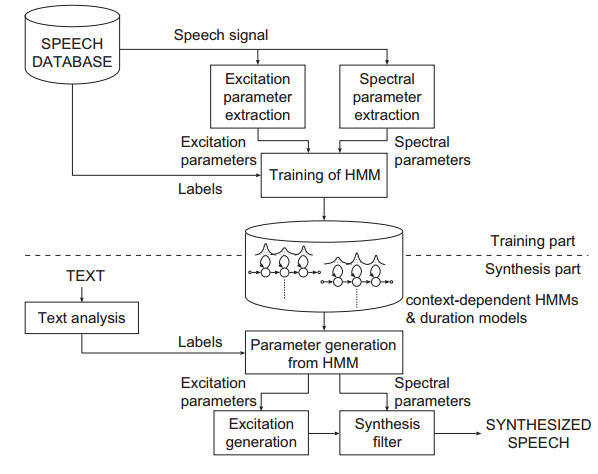 SPEECH
DATABASE
Speech signal
Excitation
parameter
extraction
Spectral
parameter
extraction
Excitation
parameters
Spectral
parameters
Training of HMM
Labels
Training part
Synthesis part
TEXT
context-dependent HMMs
& duration models
Text analysis
Labels
Parameter generation
from HMM
Excitation
parameters
Spectral
parameters
Excitation
generation
Synthesis
filter
SYNTHESIZED
SPEECH